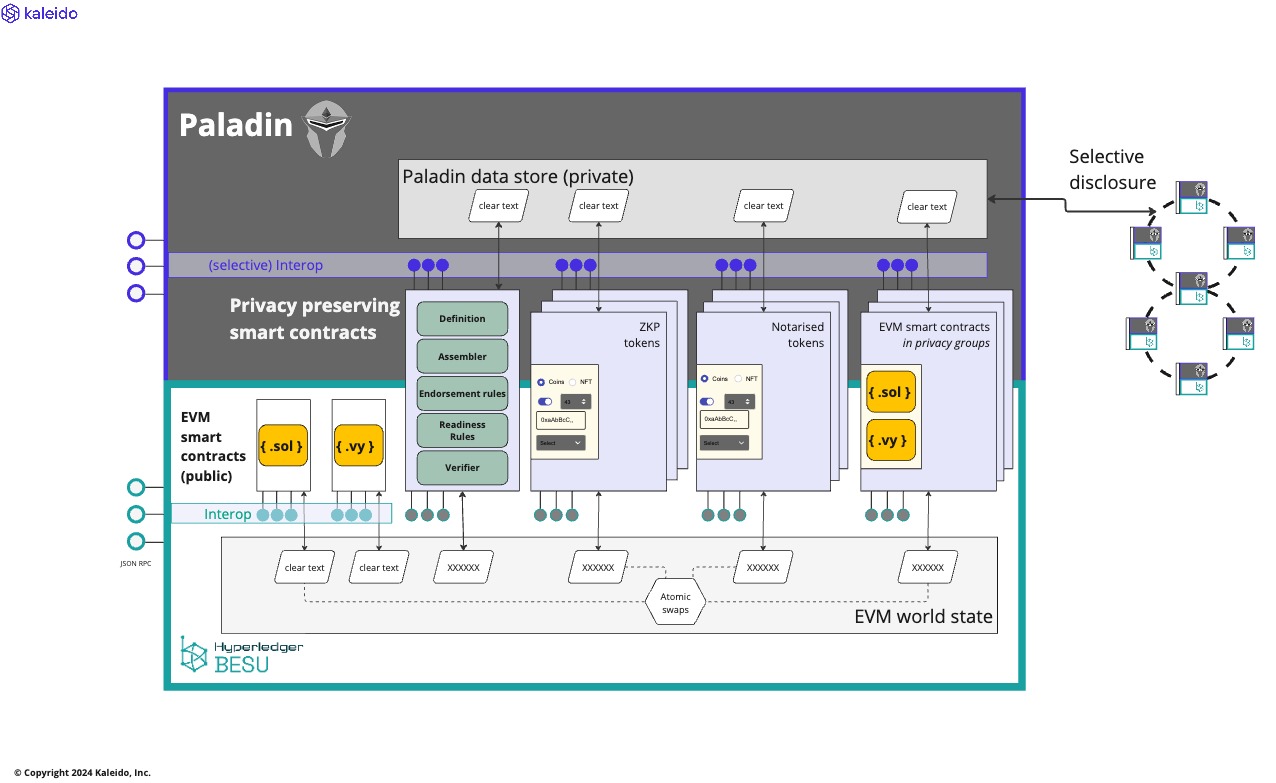 kaleido
Paladin
Paladin data store (private)
clear text
clear text
clear text
clear text
Selective
disclosure
(selective) Interop
Privacy preserving
smart contracts
Definition
Assembler
Endorsement rules
Readiness
Rules
Verifier
ZKP
tokens
Coins
NFT
43
0xaAbBcC,,
Select
Notarised
tokens
Coins
NFT
43
0xaAbBcC,,
Select
EVM smart contracts
in privacy groups
{ .sol }
{ .vy }
EVM
smart
contracts
(public)
{ .sol }
{ .vy }
Interop
JSON RPC
clear text
clear text
XXXXXX
XXXXXX
XXXXXX
XXXXXX
Atomic
swaps
EVM world state
Hyperledger
BESU
© Copyright 2024 Kaleido, Inc.